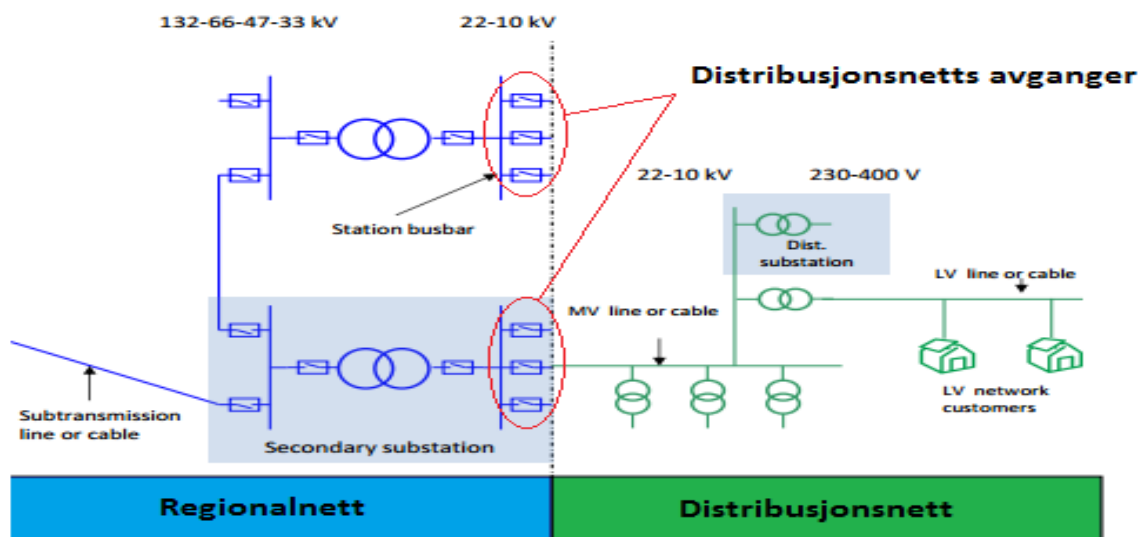 132-66-47-33 kV
22-10 kV
Distribusjonsnetts avganger
22-10 kV
230-400 V
Station busbar
Dist.
substation
LV line or cable
MV line or cable
LV network
customers
Subtransmission
line or cable
Secondary substation
Regionalnett
Distribusjonsnett